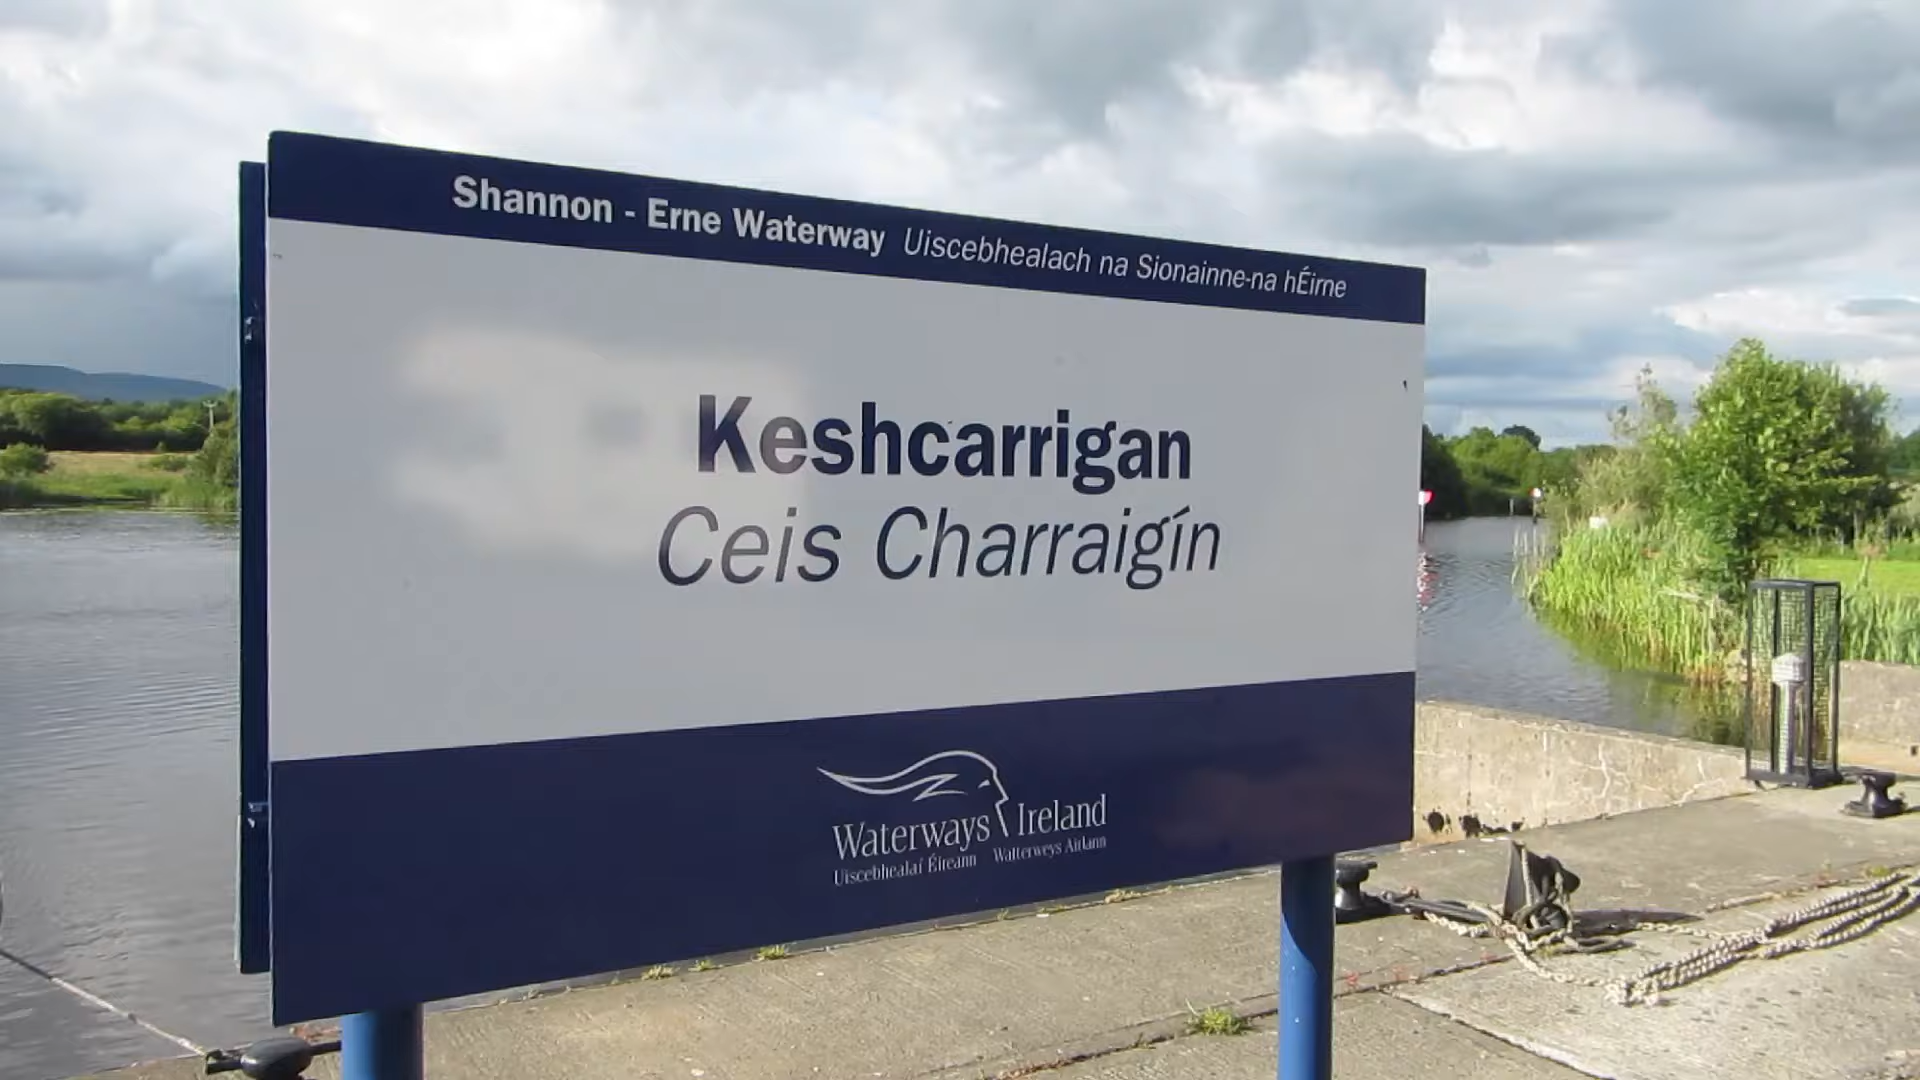 Shannon - Erne Waterway Uiscebhealach na Sionainne-na hÉirne
Keshcarrigan
Ceis Charraigín
Waterways Ireland
Uiscebhealaí Éireann Watterweys Airlann